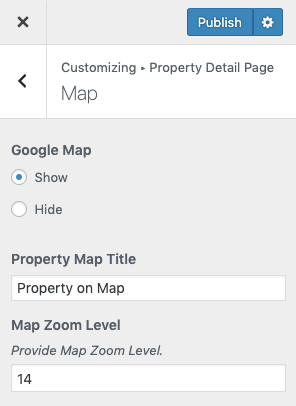 Publish
Customizing ▸ Property Detail Page
Map
Google Map
Show
Hide
Property Map Title
Property on Map
Map Zoom Level
Provide Map Zoom Level.
14